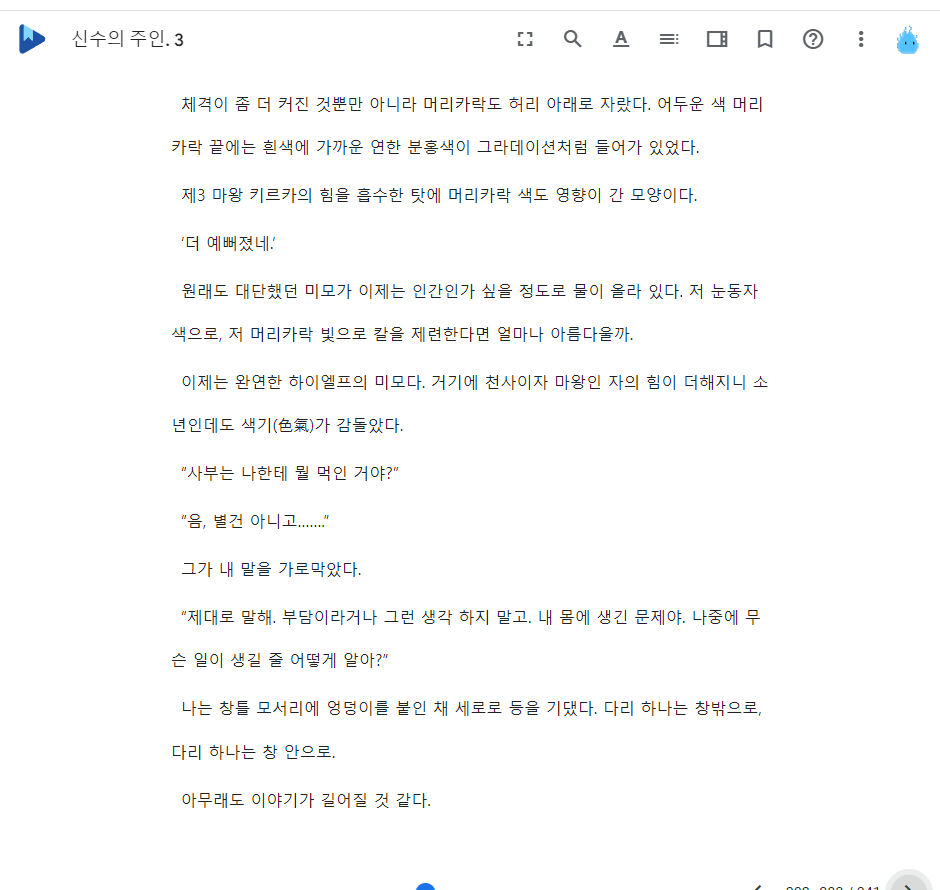 신수의 주인. 3
체격이 좀 더 커진 것뿐만 아니라 머리카락도 허리 아래로 자랐다. 어두운 색 머리
카락 끝에는 흰색에 가까운 연한 분홍색이 그라데이션처럼 들어가 있었다.
제3 마왕 키르카의 힘을 흡수한 탓에 머리카락 색도 영향이 간 모양이다.
‘더 예뻐졌네.’
원래도 대단했던 미모가 이제는 인간인가 싶을 정도로 물이 올라 있다. 저 눈동자
색으로, 저 머리카락 빛으로 칼을 제련한다면 얼마나 아름다울까.
이제는 완연한 하이엘프의 미모다. 거기에 천사이자 마왕인 자의 힘이 더해지니 소
년인데도 색기(色氣)가 감돌았다.
“사부는 나한테 뭘 먹인 거야?”
“음, 별건 아니고…….”
그가 내 말을 가로막았다.
“제대로 말해. 부담이라거나 그런 생각 하지 말고. 내 몸에 생긴 문제야. 나중에 무
슨 일이 생길 줄 어떻게 알아?”
나는 창틀 모서리에 엉덩이를 붙인 채 세로로 등을 기댔다. 다리 하나는 창밖으로,
다리 하나는 창 안으로.
아무래도 이야기가 길어질 것 같다.